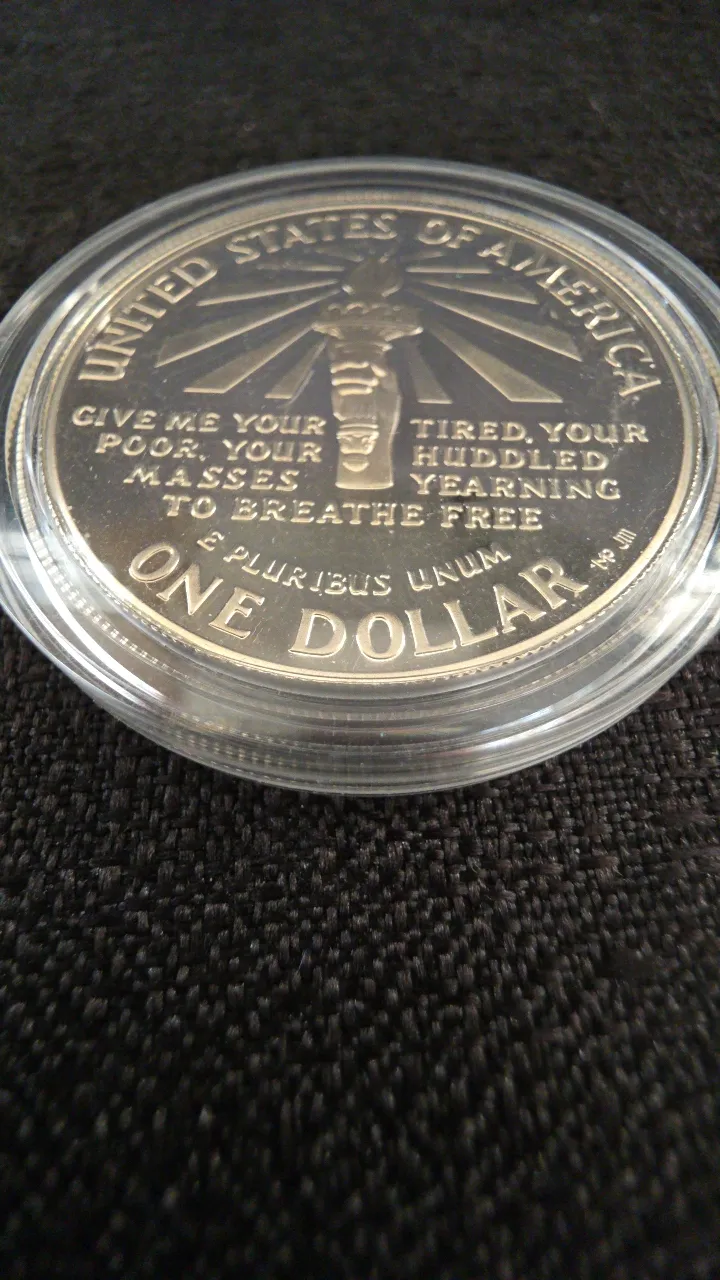 UNITED STATES OF AMERICA
GIVE ME YOUR TIRED, YOUR
POOR, YOUR HUDDLED
MASSES YEARNING
TO BREATHE FREE
E PLURIBUS UNUM
ONE DOLLAR